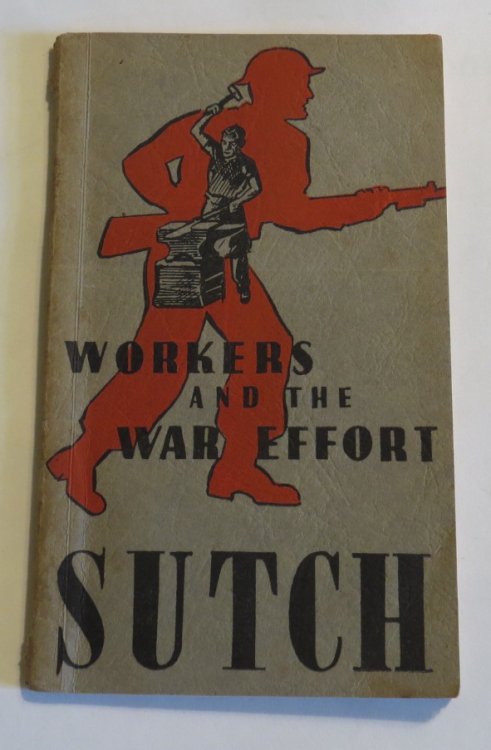 WORKERS
AND THE
WAR EFFORT
SUTCH